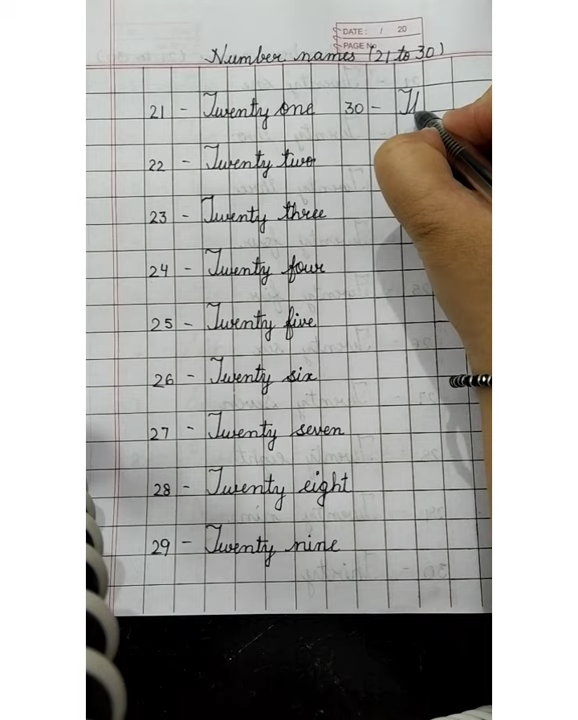 DATE: / 20
PAGE No.
Number names (21 to 30)
21 - Twenty one 30 -
22 - Twenty two
23 - Twenty three
24 - Twenty four
25 - Twenty five
26 - Twenty six
27 - Twenty seven
28 - Twenty eight
29 - Twenty nine